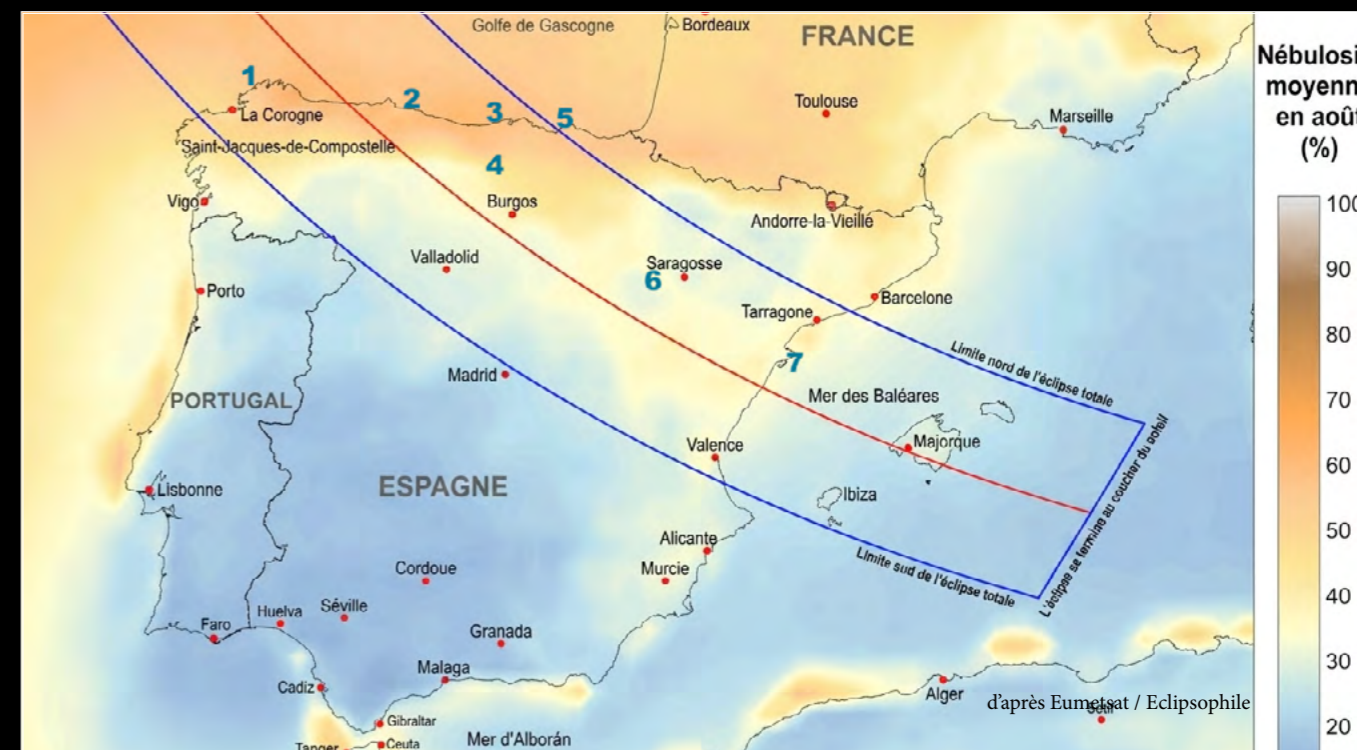 Golfe de Gascogne
Bordeaux
FRANCE
Nébulosi
moyenn
en août
(%)
1
2
3
5
La Corogne
Toulouse
Marseille
Saint-Jacques-de-Compostelle
4
Vigo
Burgos
Andorre-la-Vieille
Valladolid
Saragosse
6
Porto
Barcelone
Tarragone
7
Limite nord de l'éclipse totale
Madrid
Mer des Baléares
PORTUGAL
Majorque
Valence
ESPAGNE
Lisbonne
Ibiza
L'éclipse se termine au coucher du soleil
Alicante
Limite sud de l'éclipse totale
Cordoue
Murcie
Huelva
Séville
Faro
Granada
Malaga
Cadiz
Alger
d'après Eumetsat / Eclipsophile
Sétif
Gibraltar
Tanger
Ceuta
Mer d'Alborán
100
90
80
70
60
50
40
30
20